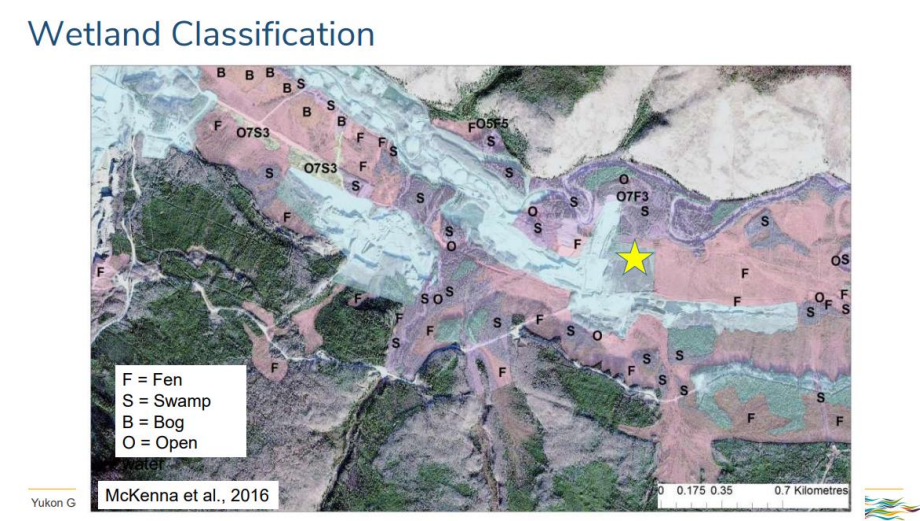 Wetland Classification
B B B
B S
B S
B
F O7S3 F F S
O7S3 F
S S
F
F O5F5
S
S
S
O
O7F3
O S S
S
S
S
O
F
F
O S
F
F
O F
F
S
S
F
S O S
F
S
F
S
F
S
O
F
S
S
F
S
S
S
F
F
F
F = Fen
S = Swamp
B = Bog
O = Open
water
McKenna et al., 2016
Yukon G
0 0.175 0.35 0.7 Kilometres